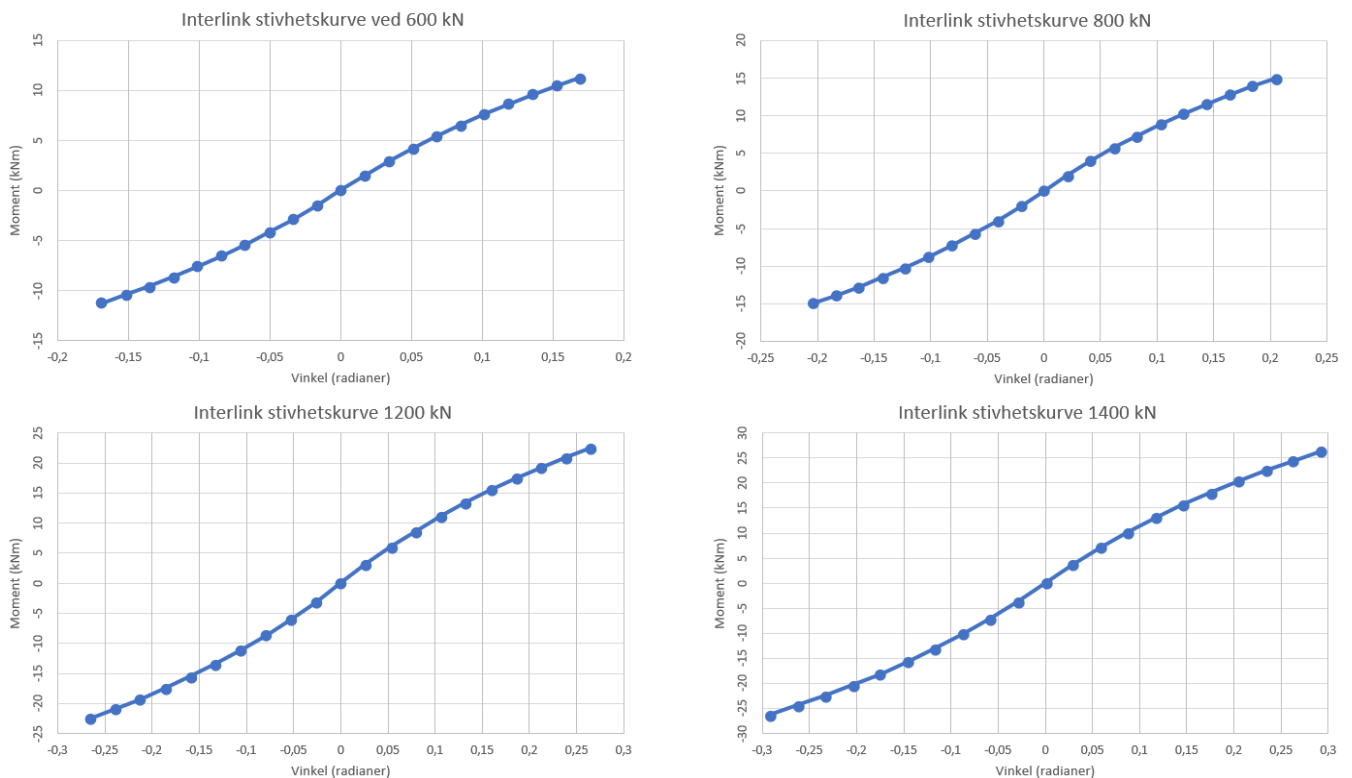 Interlink stivhetskurve ved 600 kN
15
10
5
0
-5
-10
-15
Moment (kNm)
-0,2 -0,15 -0,1 -0,05 0 0,05 0,1 0,15 0,2
Vinkel (radianer)
Interlink stivhetskurve 800 kN
20
15
10
5
0
-5
-10
-15
-20
Moment (kNm)
-0,25 -0,2 -0,15 -0,1 -0,05 0 0,05 0,1 0,15 0,2 0,25
Vinkel (radianer)
Interlink stivhetskurve 1200 kN
25
20
15
10
5
0
-5
-10
-15
-20
-25
Moment (kNm)
-0,3 -0,25 -0,2 -0,15 -0,1 -0,05 0 0,05 0,1 0,15 0,2 0,25 0,3
Vinkel (radianer)
Interlink stivhetskurve 1400 kN
30
25
20
15
10
5
0
-5
-10
-15
-20
-25
-30
Moment (kNm)
-0,3 -0,25 -0,2 -0,15 -0,1 -0,05 0 0,05 0,1 0,15 0,2 0,25 0,3
Vinkel (radianer)